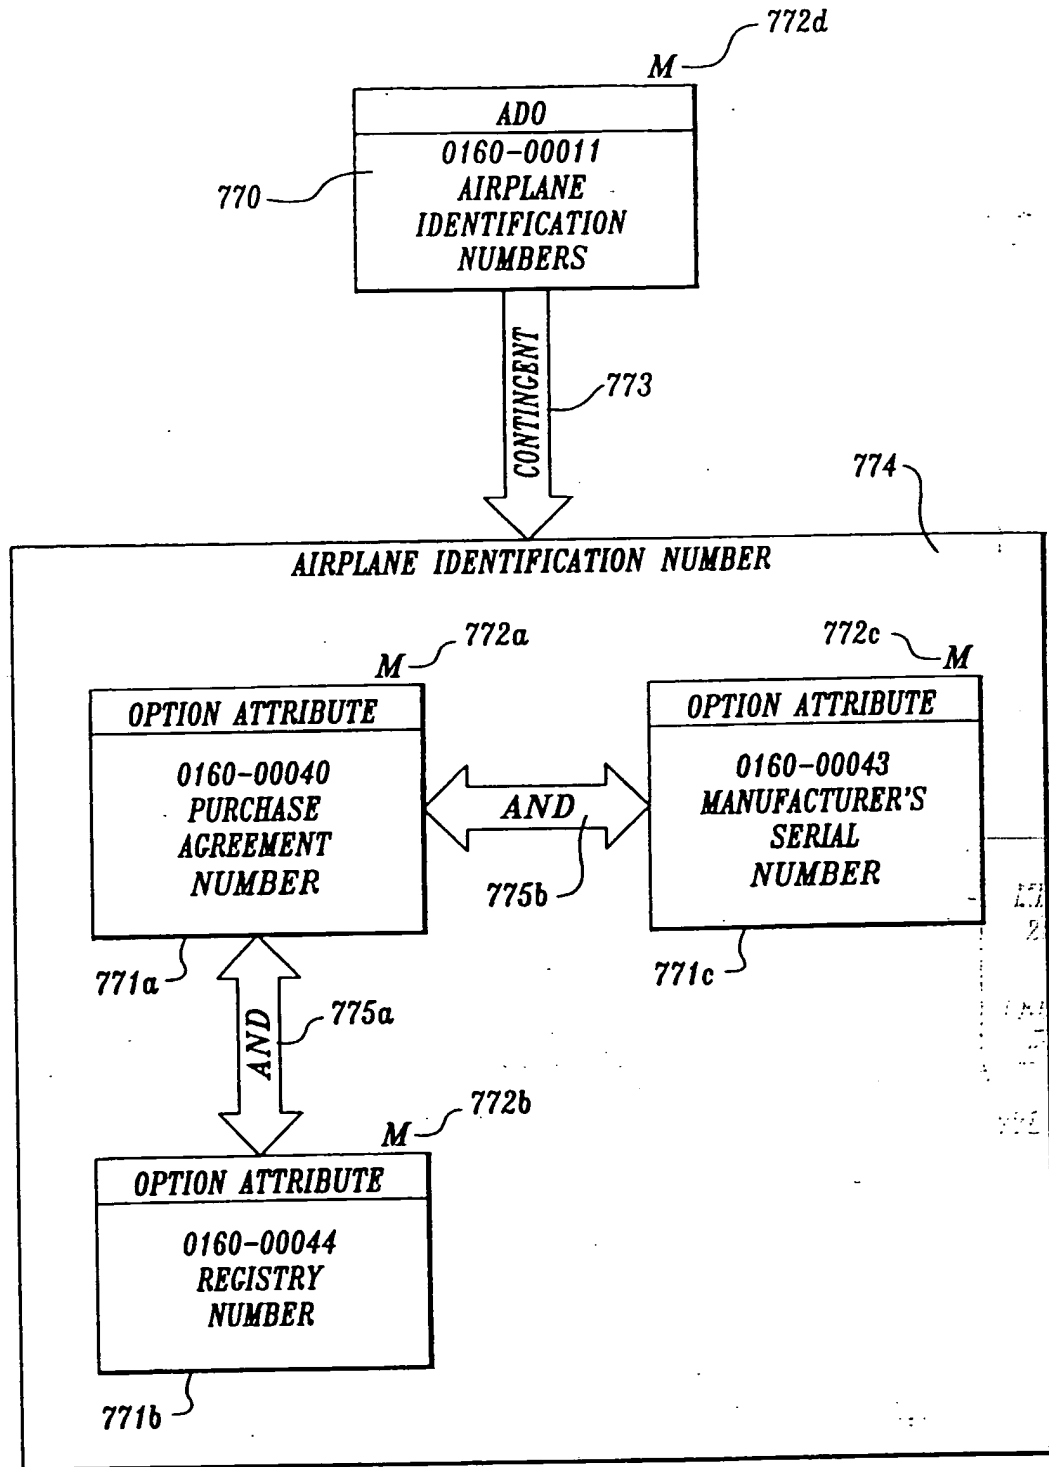 772d
M
ADO
0160-00011
AIRPLANE
IDENTIFICATION
NUMBERS
770
CONTINGENT
773
774
AIRPLANE IDENTIFICATION NUMBER
772a
M
OPTION ATTRIBUTE
0160-00040
PURCHASE
AGREEMENT
NUMBER
771a
772c
M
OPTION ATTRIBUTE
0160-00043
MANUFACTURER'S
SERIAL
NUMBER
771c
AND
775b
AND
775a
772b
M
OPTION ATTRIBUTE
0160-00044
REGISTRY
NUMBER
771b